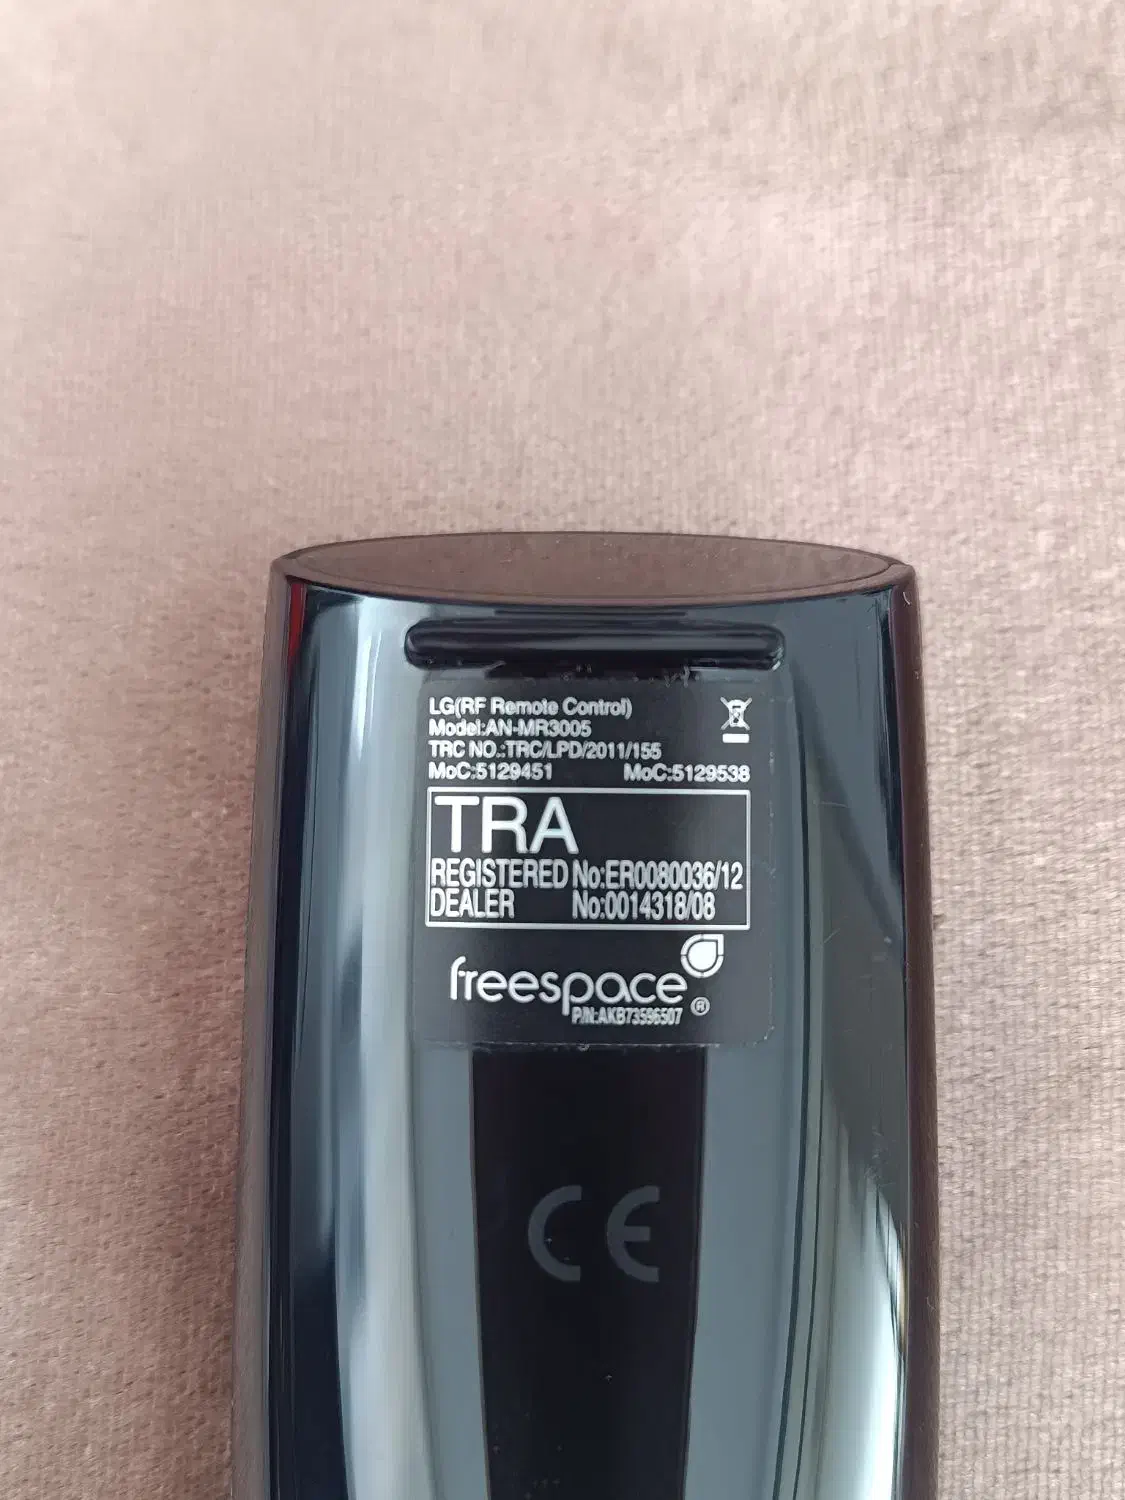 LG(RF Remote Control)
Model:AN-MR3005
TRC NO.:TRC/LPD/2011/155
MoC:5129451 MoC:5129538
TRA
REGISTERED No:ER0080036/12
DEALER No:0014318/08
freespace®
P/N:AKB73596507
CE